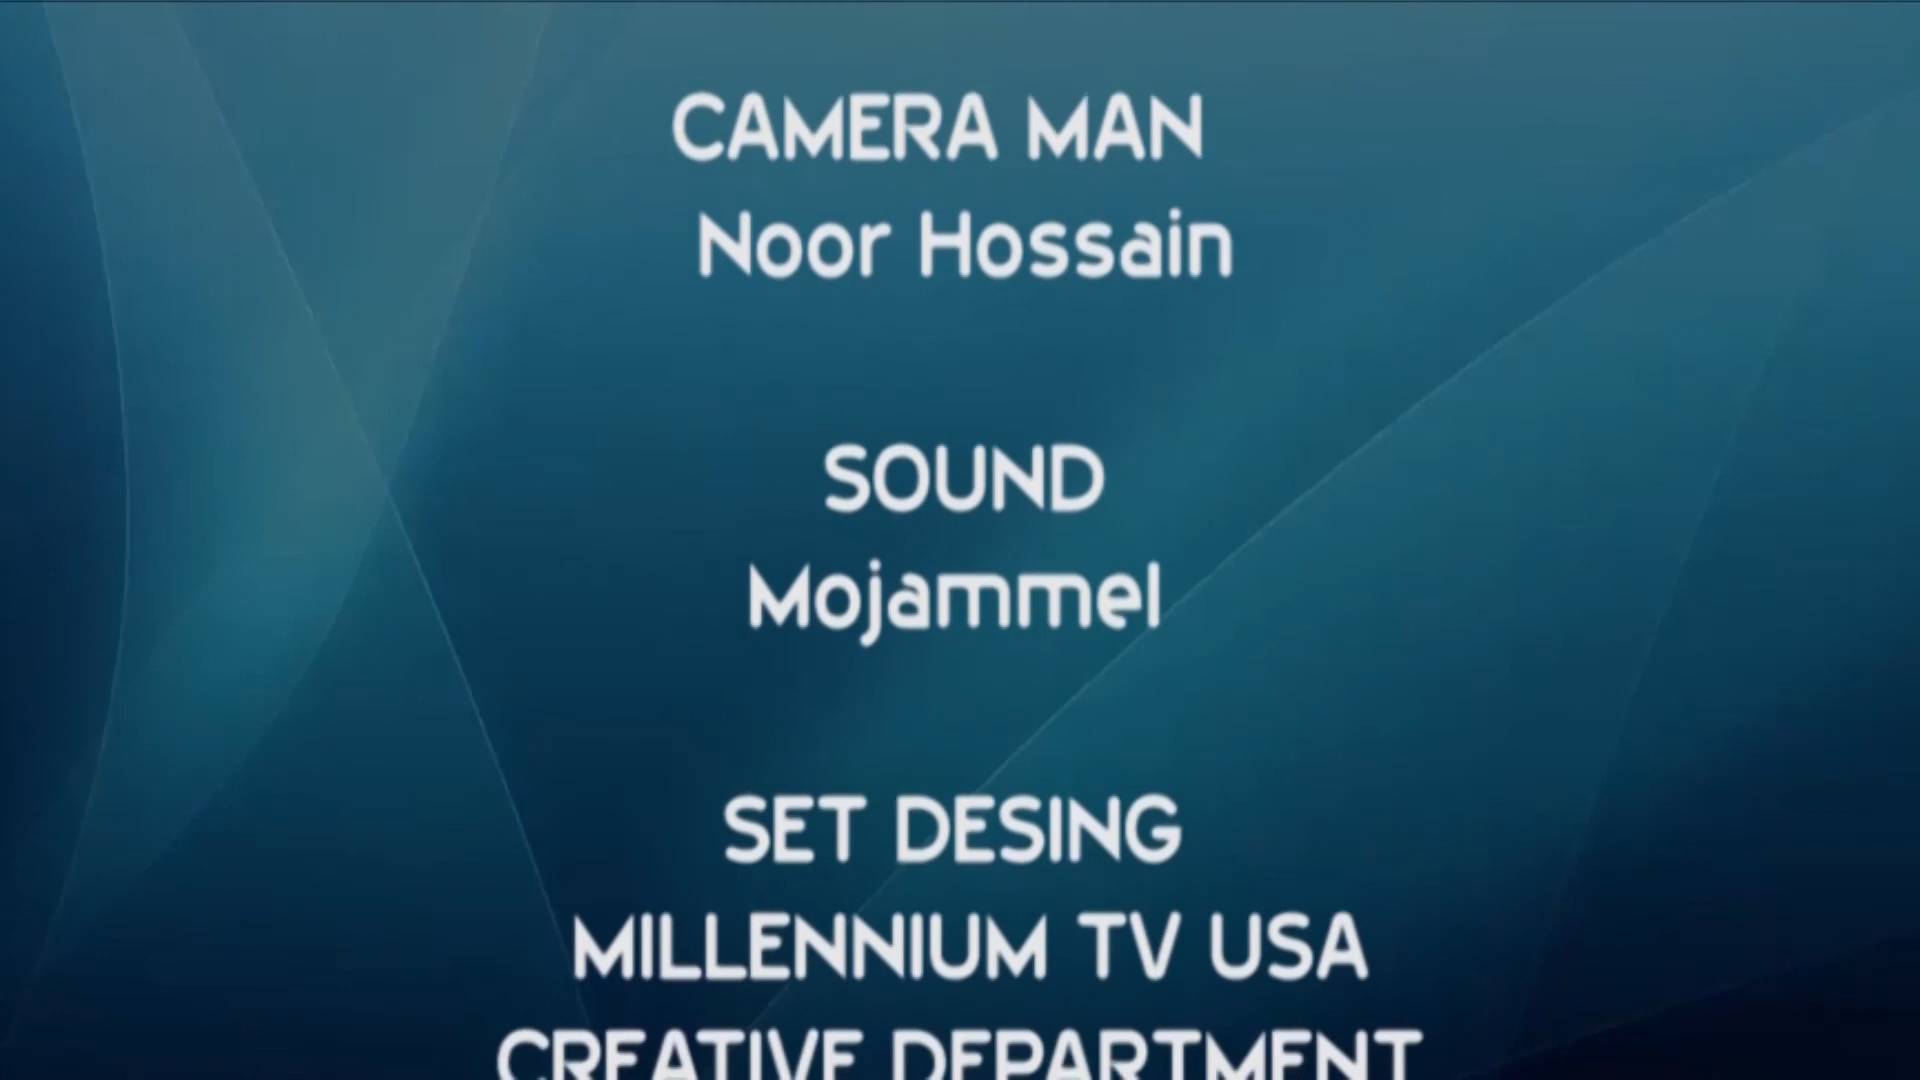 CAMERA MAN
Noor Hossain
SOUND
Mojammel
SET DESING
MILLENNIUM TV USA
CREATIVE DEPARTMENT